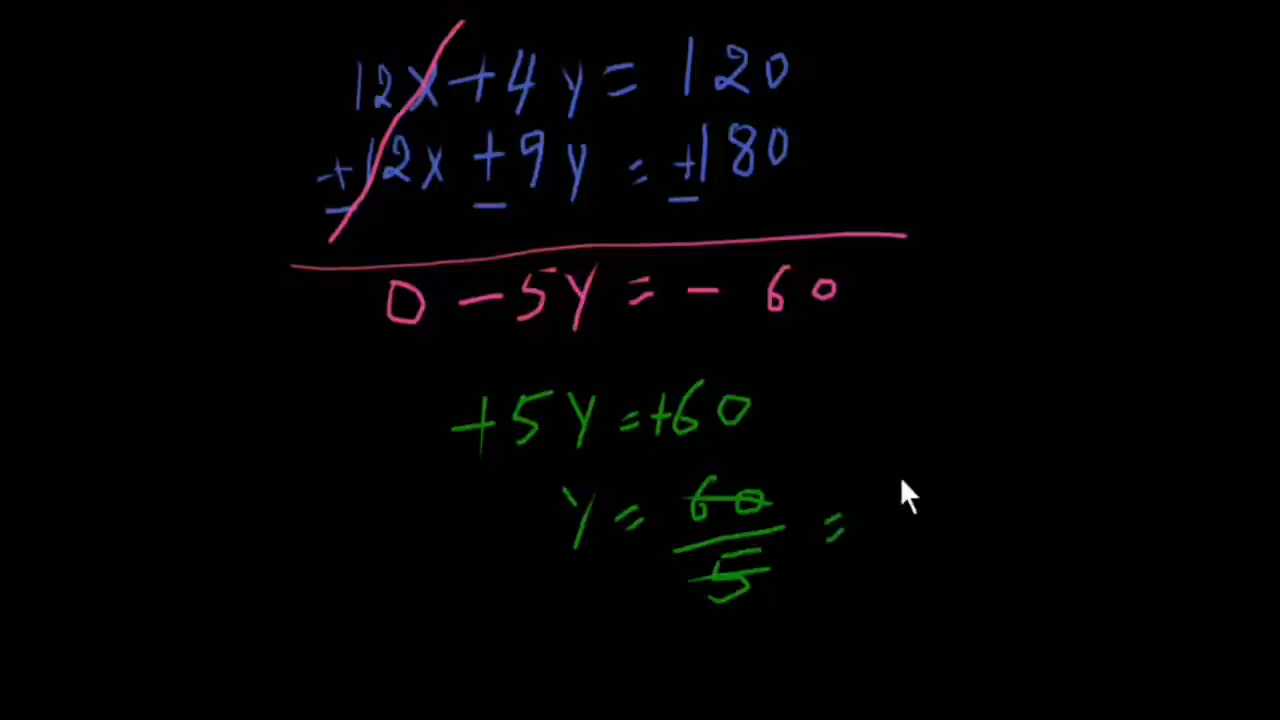 12x + 4y = 120
±12x ± 9y = ±180
0 - 5y = - 60
+5y = +60
y = 60/5 =